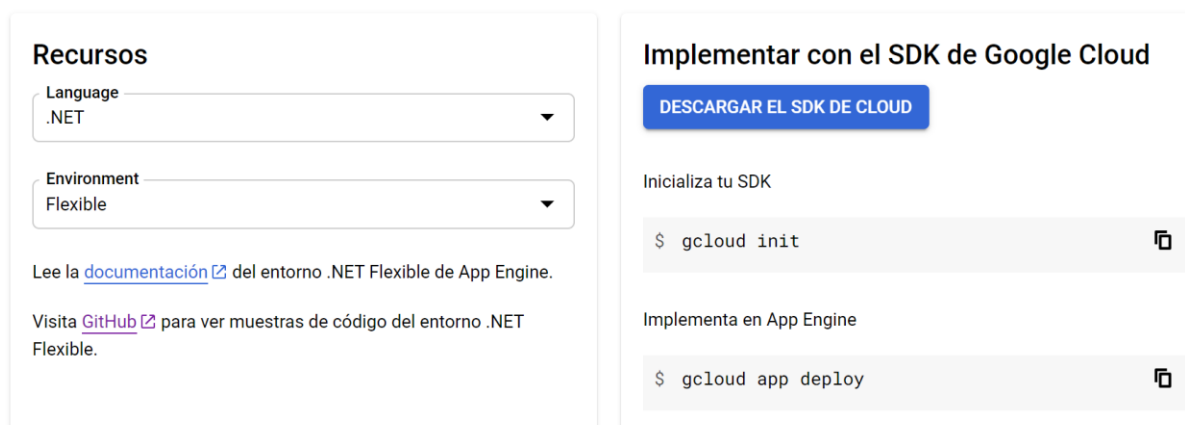 Recursos
Language
.NET
Environment
Flexible
Lee la documentación del entorno .NET Flexible de App Engine.
Visita GitHub para ver muestras de código del entorno .NET
Flexible.
Implementar con el SDK de Google Cloud
DESCARGAR EL SDK DE CLOUD
Inicializa tu SDK
$ gcloud init
Implementa en App Engine
$ gcloud app deploy